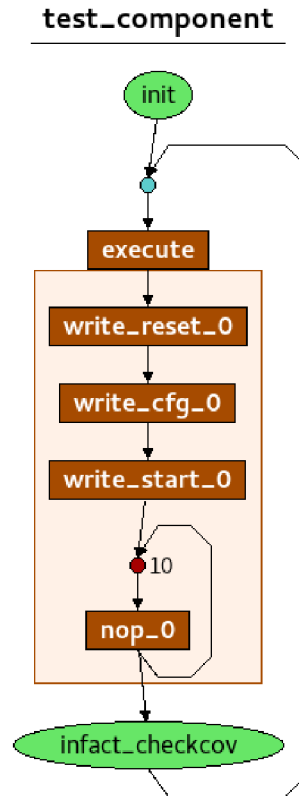 test_component
init
execute
write_reset_0
write_cfg_0
write_start_0
10
nop_0
infact_checkcov